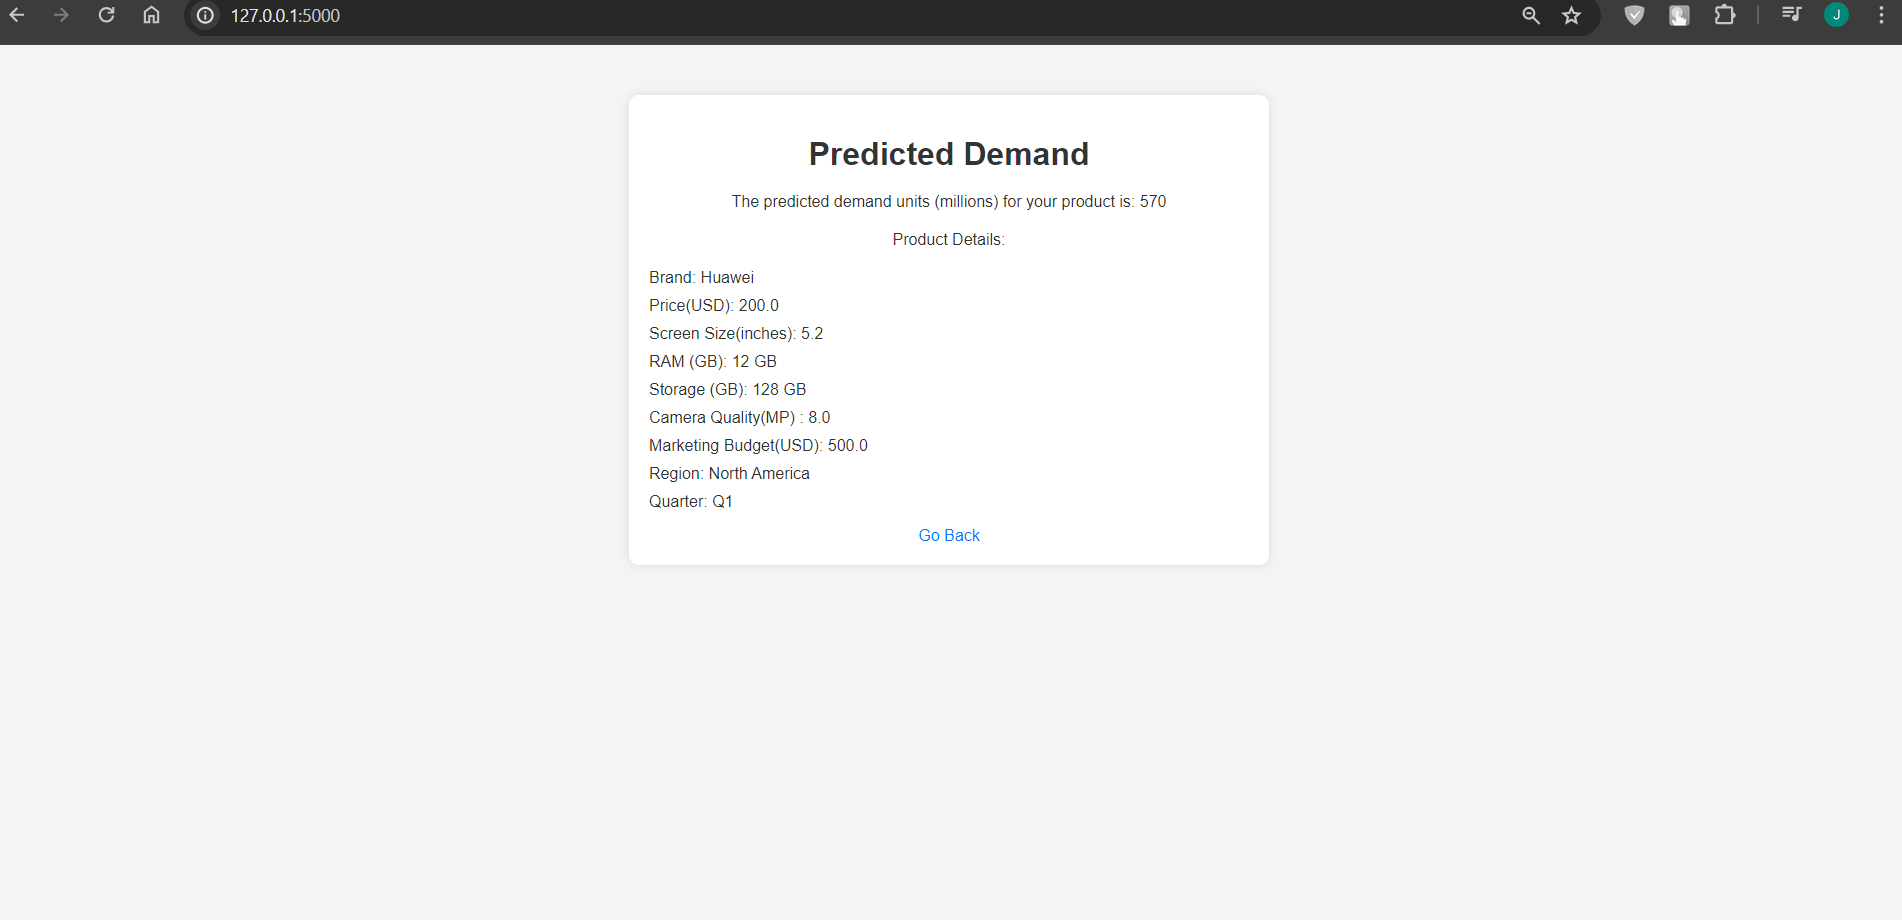 127.0.0.1:5000
J
Predicted Demand
The predicted demand units (millions) for your product is: 570
Product Details:
Brand: Huawei
Price(USD): 200.0
Screen Size(inches): 5.2
RAM (GB): 12 GB
Storage (GB): 128 GB
Camera Quality(MP) : 8.0
Marketing Budget(USD): 500.0
Region: North America
Quarter: Q1
Go Back